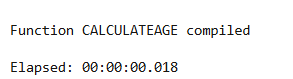 Function CALCULATEAGE compiled
Elapsed: 00:00:00.018